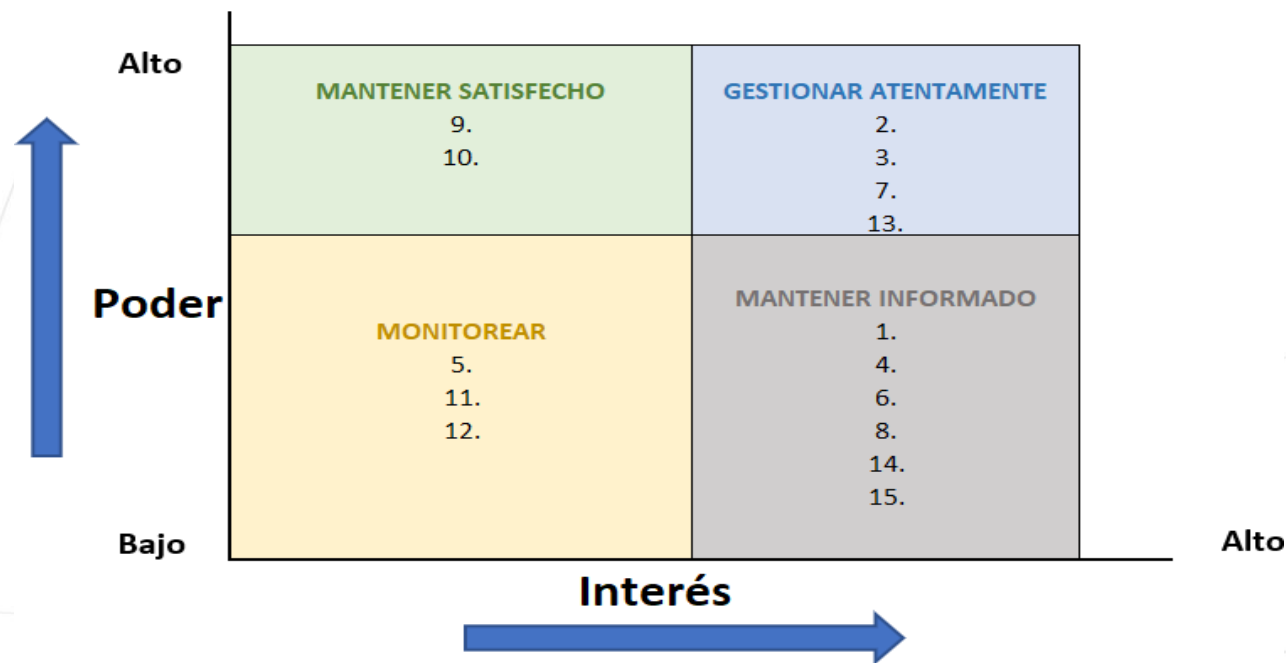 Alto
MANTENER SATISFECHO
9.
10.
GESTIONAR ATENTAMENTE
2.
3.
7.
13.
Poder
MONITOREAR
5.
11.
12.
MANTENER INFORMADO
1.
4.
6.
8.
14.
15.
Bajo
Alto
Interés